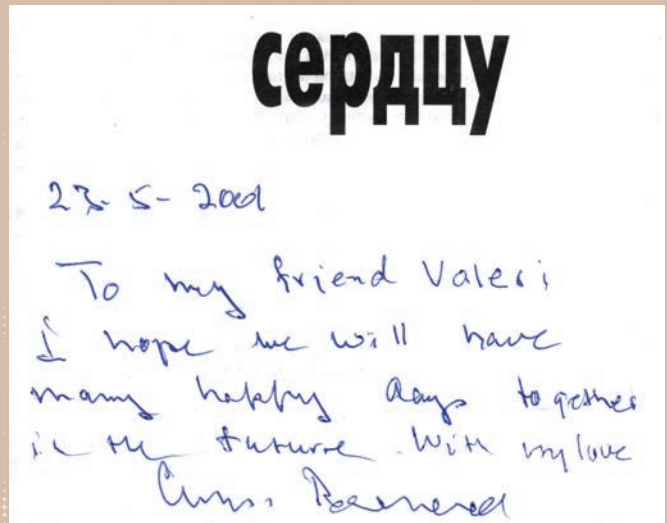 сердцу
23-5-2001
To my friend Valeri
I hope we will have
many happy days together
in the future. With my love